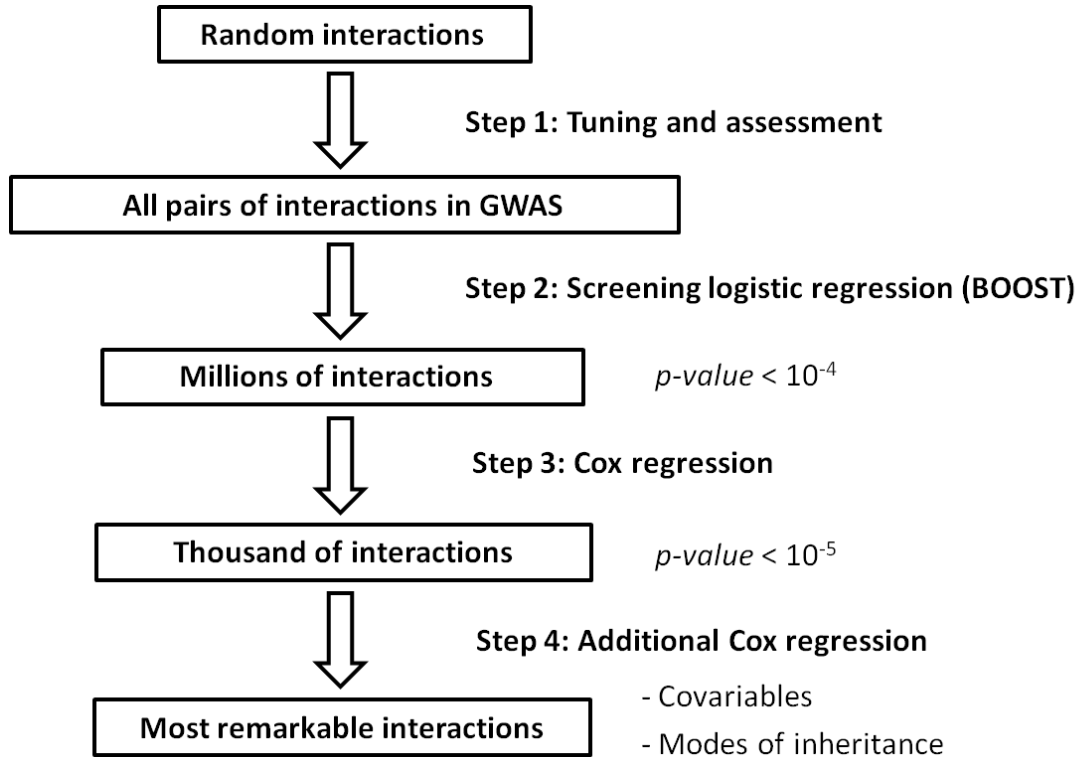 Random interactions
Step 1: Tuning and assessment
All pairs of interactions in GWAS
Step 2: Screening logistic regression (BOOST)
Millions of interactions
p-value < 10⁻⁴
Step 3: Cox regression
Thousand of interactions
p-value < 10⁻⁵
Step 4: Additional Cox regression
- Covariables
Most remarkable interactions
- Modes of inheritance